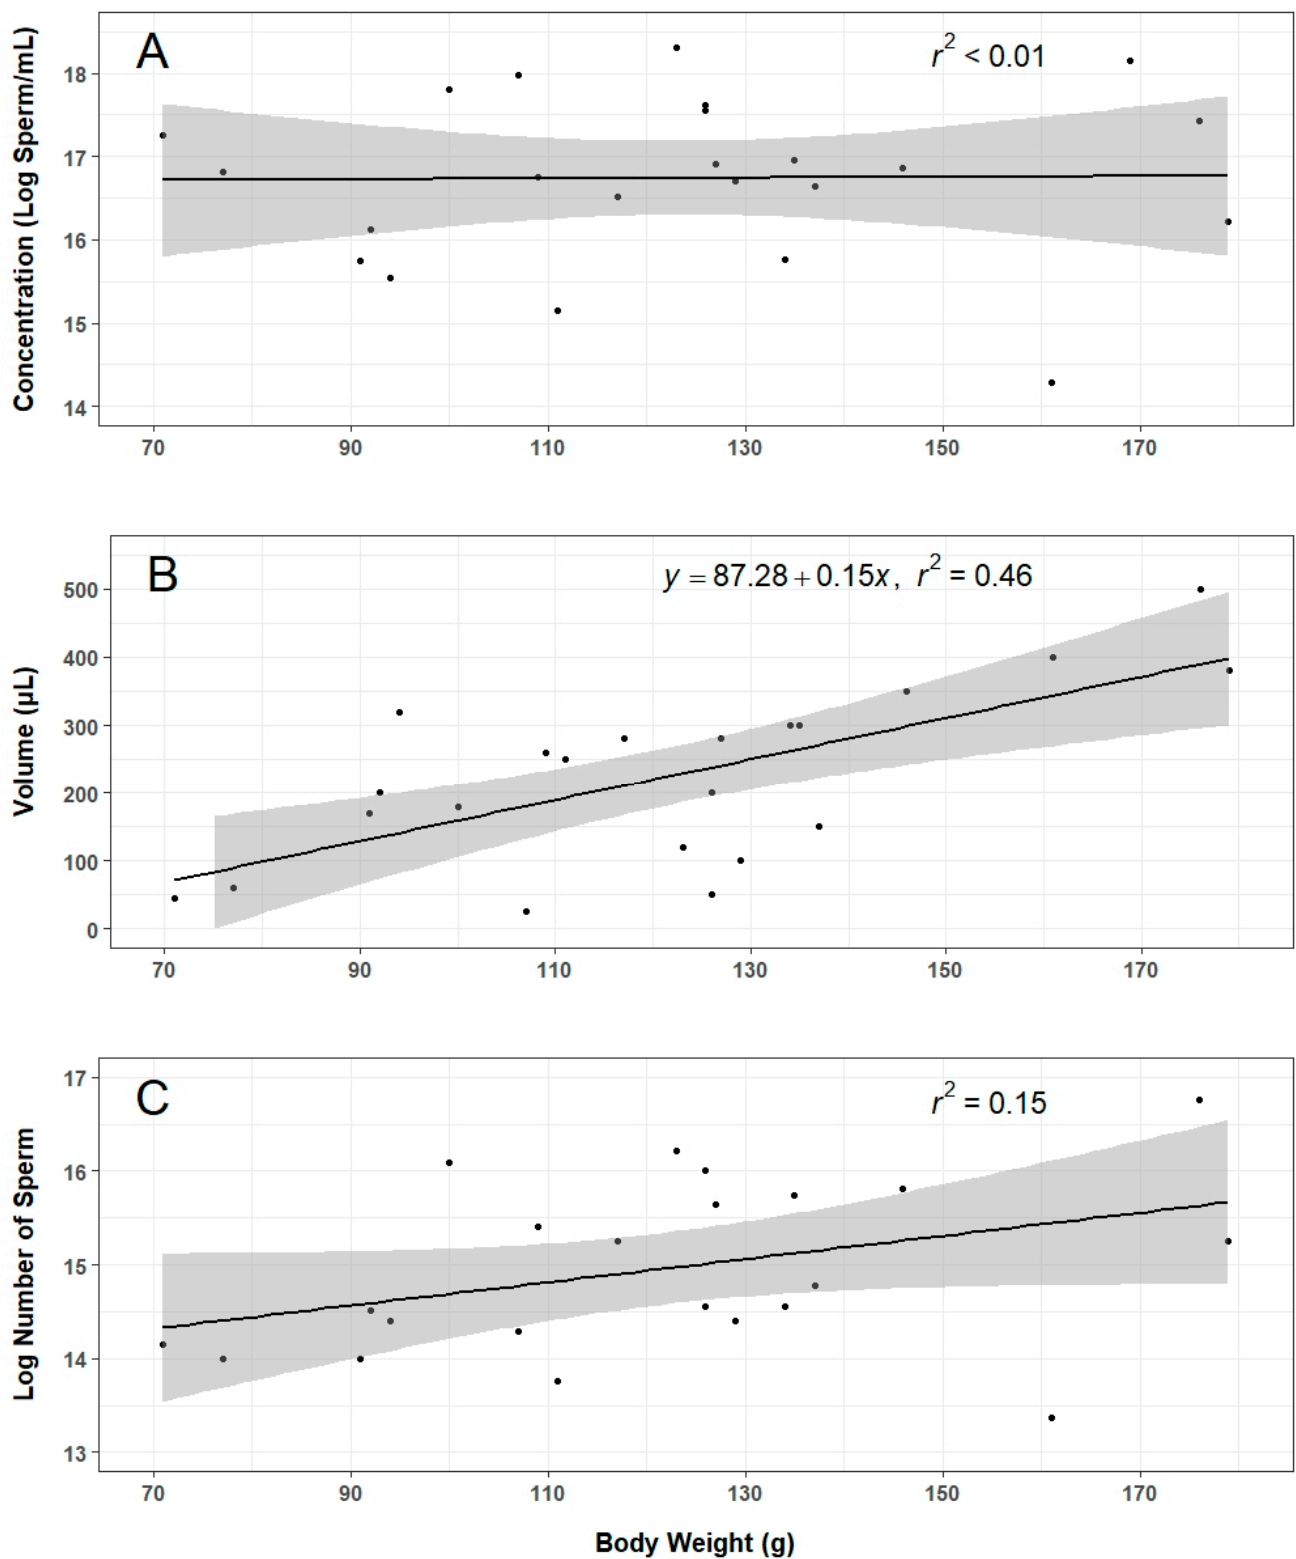 A
r² < 0.01
Concentration (Log Sperm/mL)
18
17
16
15
14
70 90 110 130 150 170
B
y = 87.28 + 0.15x, r² = 0.46
Volume (µL)
500
400
300
200
100
0
70 90 110 130 150 170
C
r² = 0.15
Log Number of Sperm
17
16
15
14
13
70 90 110 130 150 170
Body Weight (g)